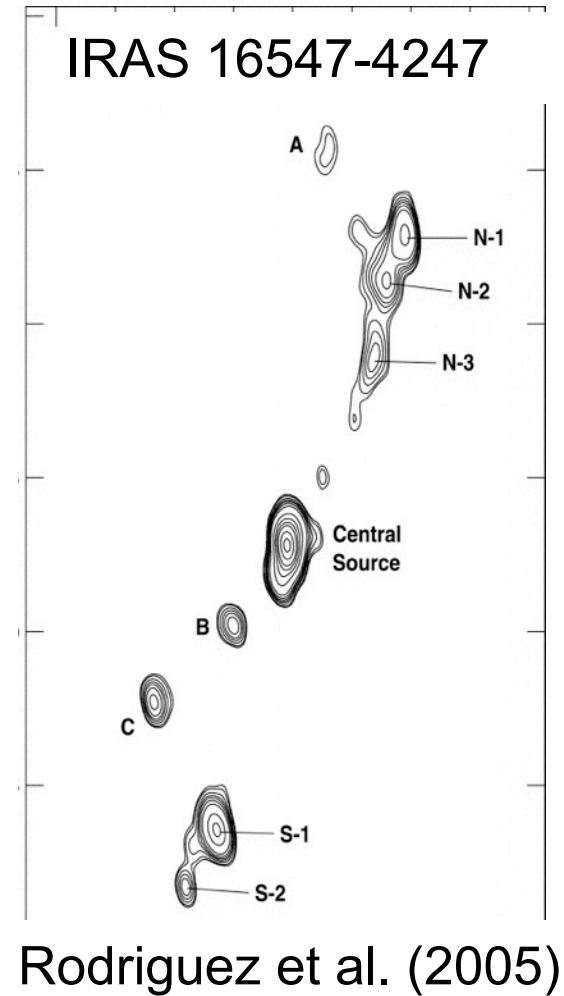 IRAS 16547-4247
A
N-1
N-2
N-3
Central
Source
B
C
S-1
S-2
Rodriguez et al. (2005)